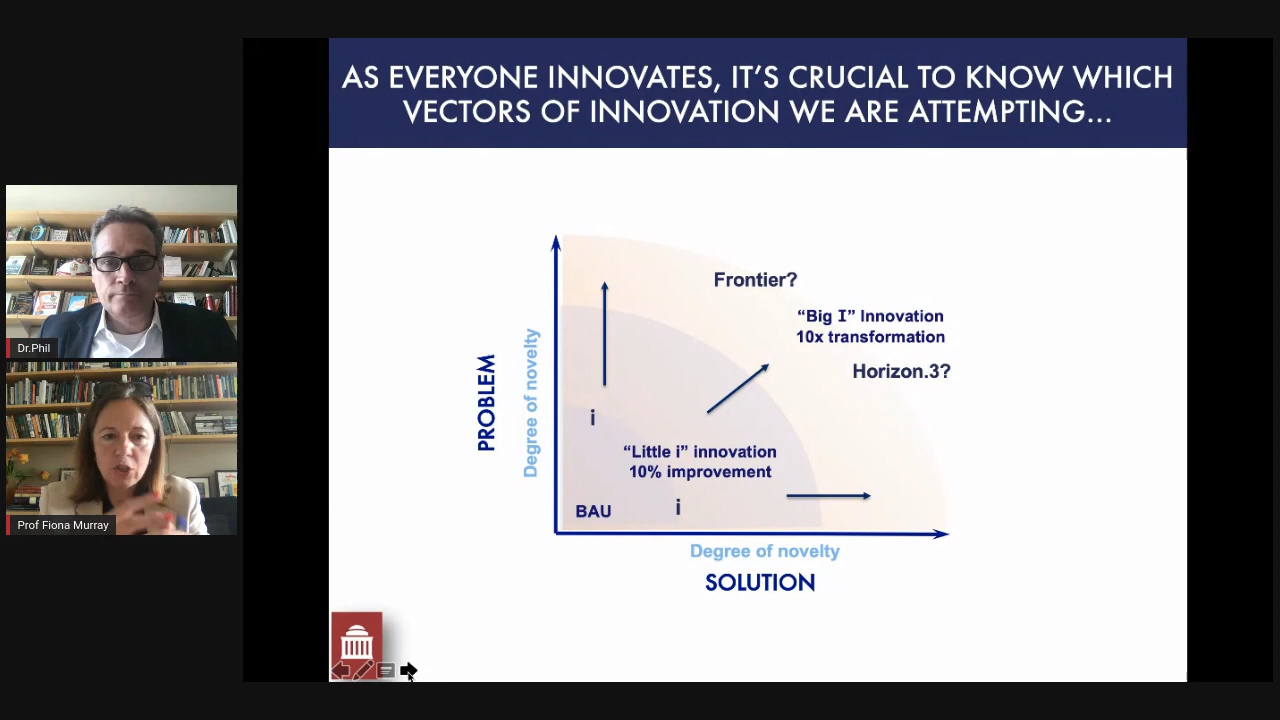 AS EVERYONE INNOVATES, IT'S CRUCIAL TO KNOW WHICH
VECTORS OF INNOVATION WE ARE ATTEMPTING...
Dr.Phil
Prof Fiona Murray
PROBLEM
Degree of novelty
Frontier?
“Big I” Innovation
10x transformation
Horizon.3?
i
“Little i” innovation
10% improvement
BAU
i
Degree of novelty
SOLUTION